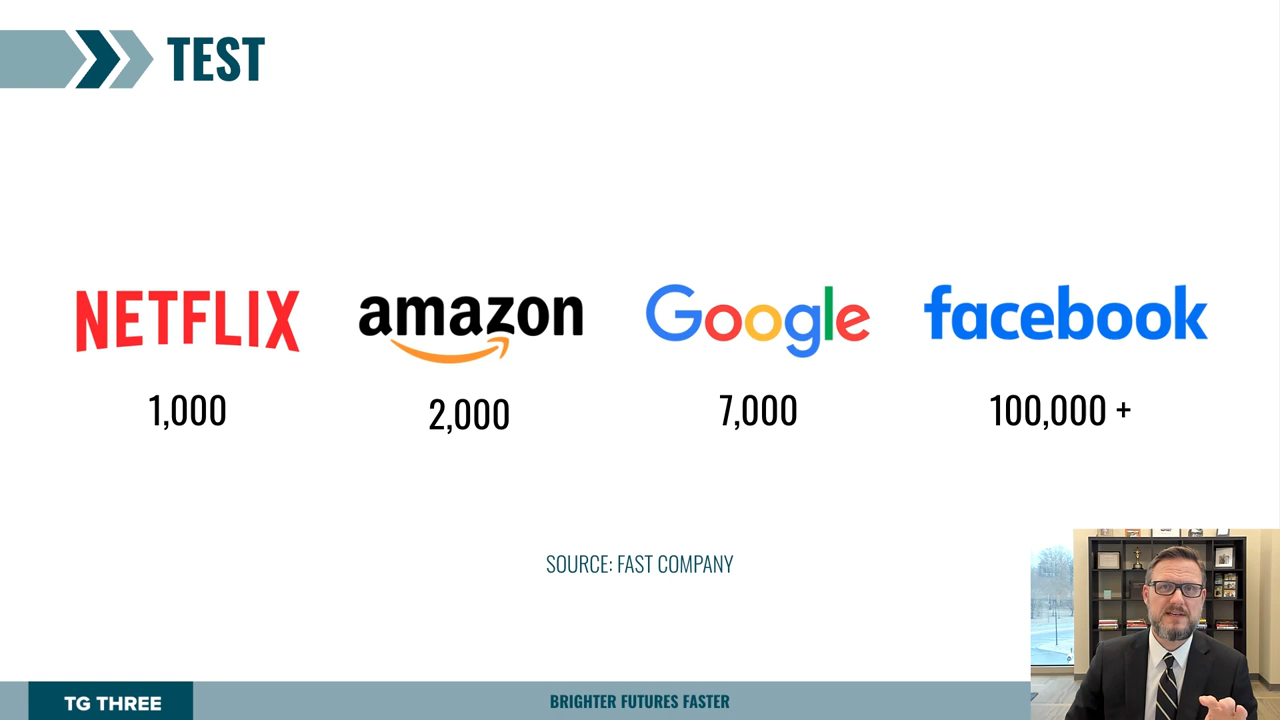 TEST
NETFLIX
amazon
Google
facebook
1,000
2,000
7,000
100,000 +
SOURCE: FAST COMPANY
TG THREE
BRIGHTER FUTURES FASTER